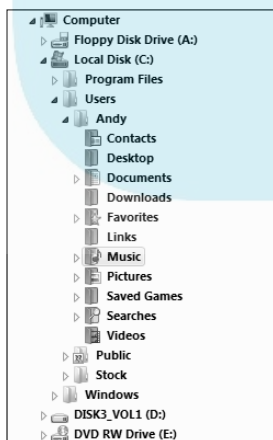 Computer
Floppy Disk Drive (A:)
Local Disk (C:)
Program Files
Users
Andy
Contacts
Desktop
Documents
Downloads
Favorites
Links
Music
Pictures
Saved Games
Searches
Videos
Public
Stock
Windows
DISK3_VOL1 (D:)
DVD RW Drive (E:)